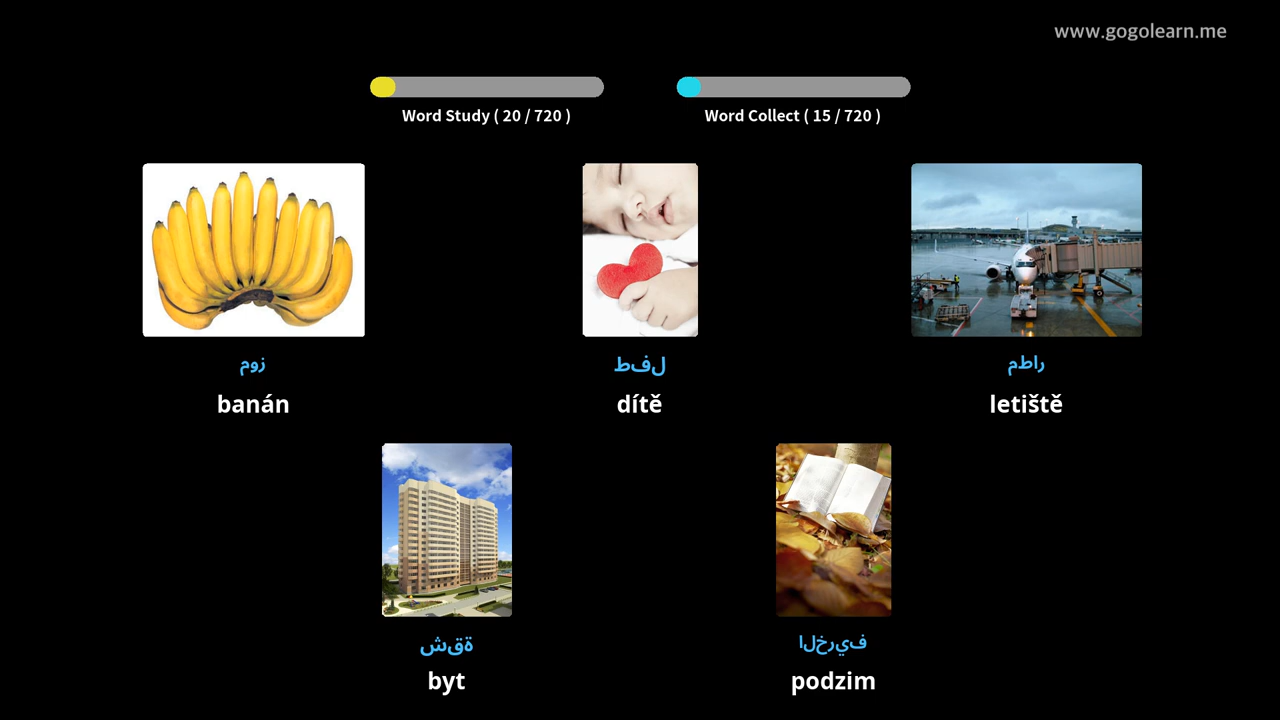 www.gogolearn.me
Word Study ( 20 / 720 )
Word Collect ( 15 / 720 )
زوم
banán
لفط
dítě
راطم
letiště
ةقش
byt
فيرخلا
podzim